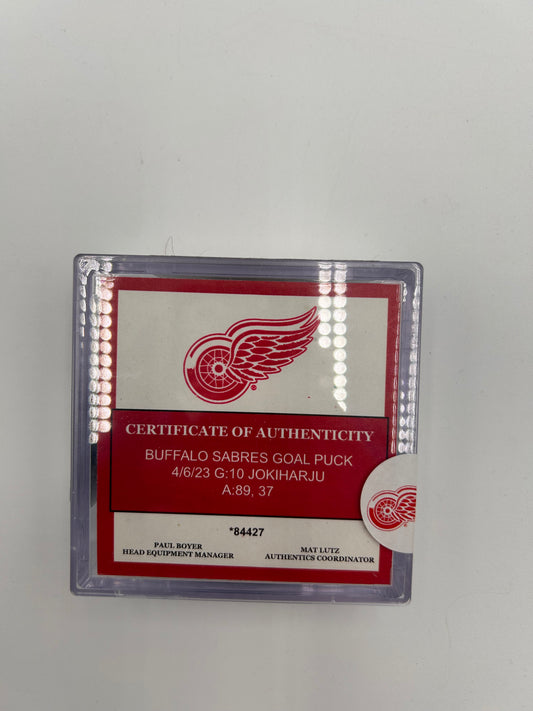 CERTIFICATE OF AUTHENTICITY
BUFFALO SABRES GOAL PUCK
4/6/23 G:10 JOKIHARJU
A:89, 37
*84427
PAUL BOYER
HEAD EQUIPMENT MANAGER
MAT LUTZ
AUTHENTICS COORDINATOR